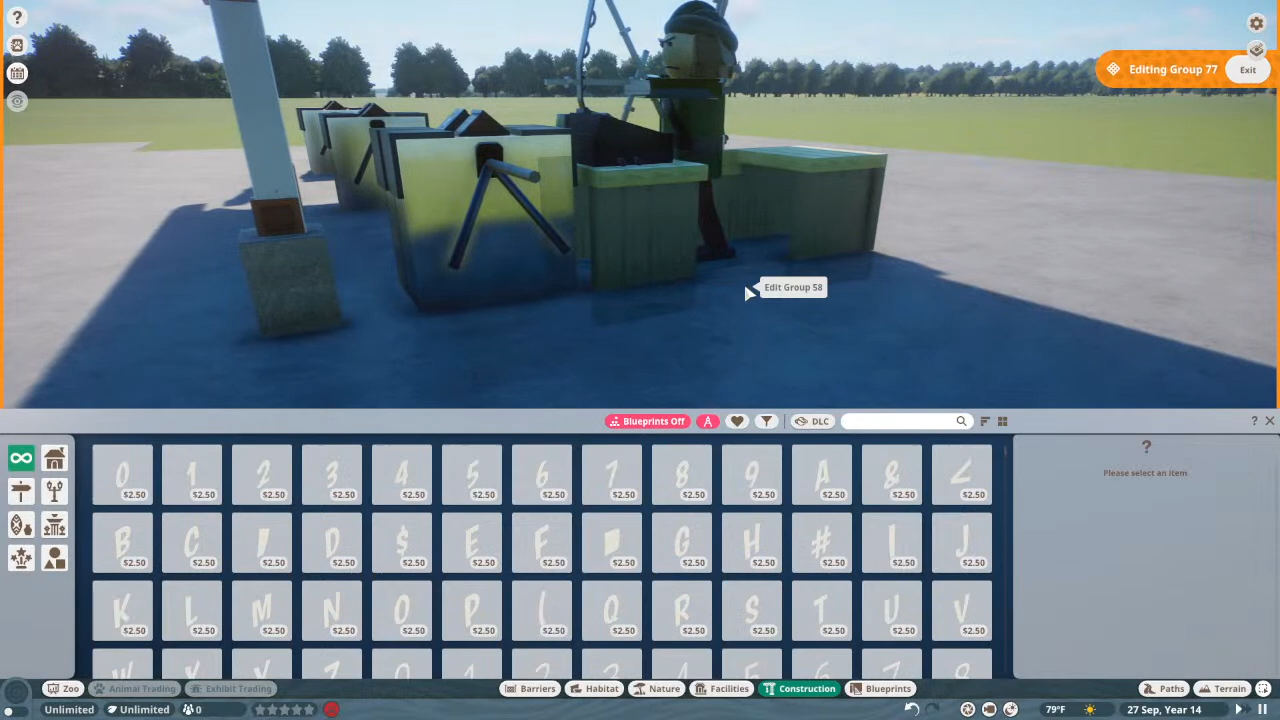 ?
Editing Group 77
Exit
Edit Group 58
Blueprints Off
DLC
?
?
Please select an item
0 $2.50 1 $2.50 2 $2.50 3 $2.50 4 $2.50 5 $2.50 6 $2.50 7 $2.50 8 $2.50 9 $2.50 A $2.50 & $2.50 $2.50
B $2.50 C $2.50 $2.50 D $2.50 $ $2.50 E $2.50 F $2.50 $2.50 G $2.50 H $2.50 # $2.50 I $2.50 J $2.50
K $2.50 L $2.50 M $2.50 N $2.50 O $2.50 P $2.50 ( $2.50 Q $2.50 R $2.50 S $2.50 T $2.50 U $2.50 V $2.50
Zoo Animal Trading Exhibit Trading Barriers Habitat Nature Facilities Construction Blueprints Paths Terrain
Unlimited Unlimited 0 79°F 27 Sep, Year 14